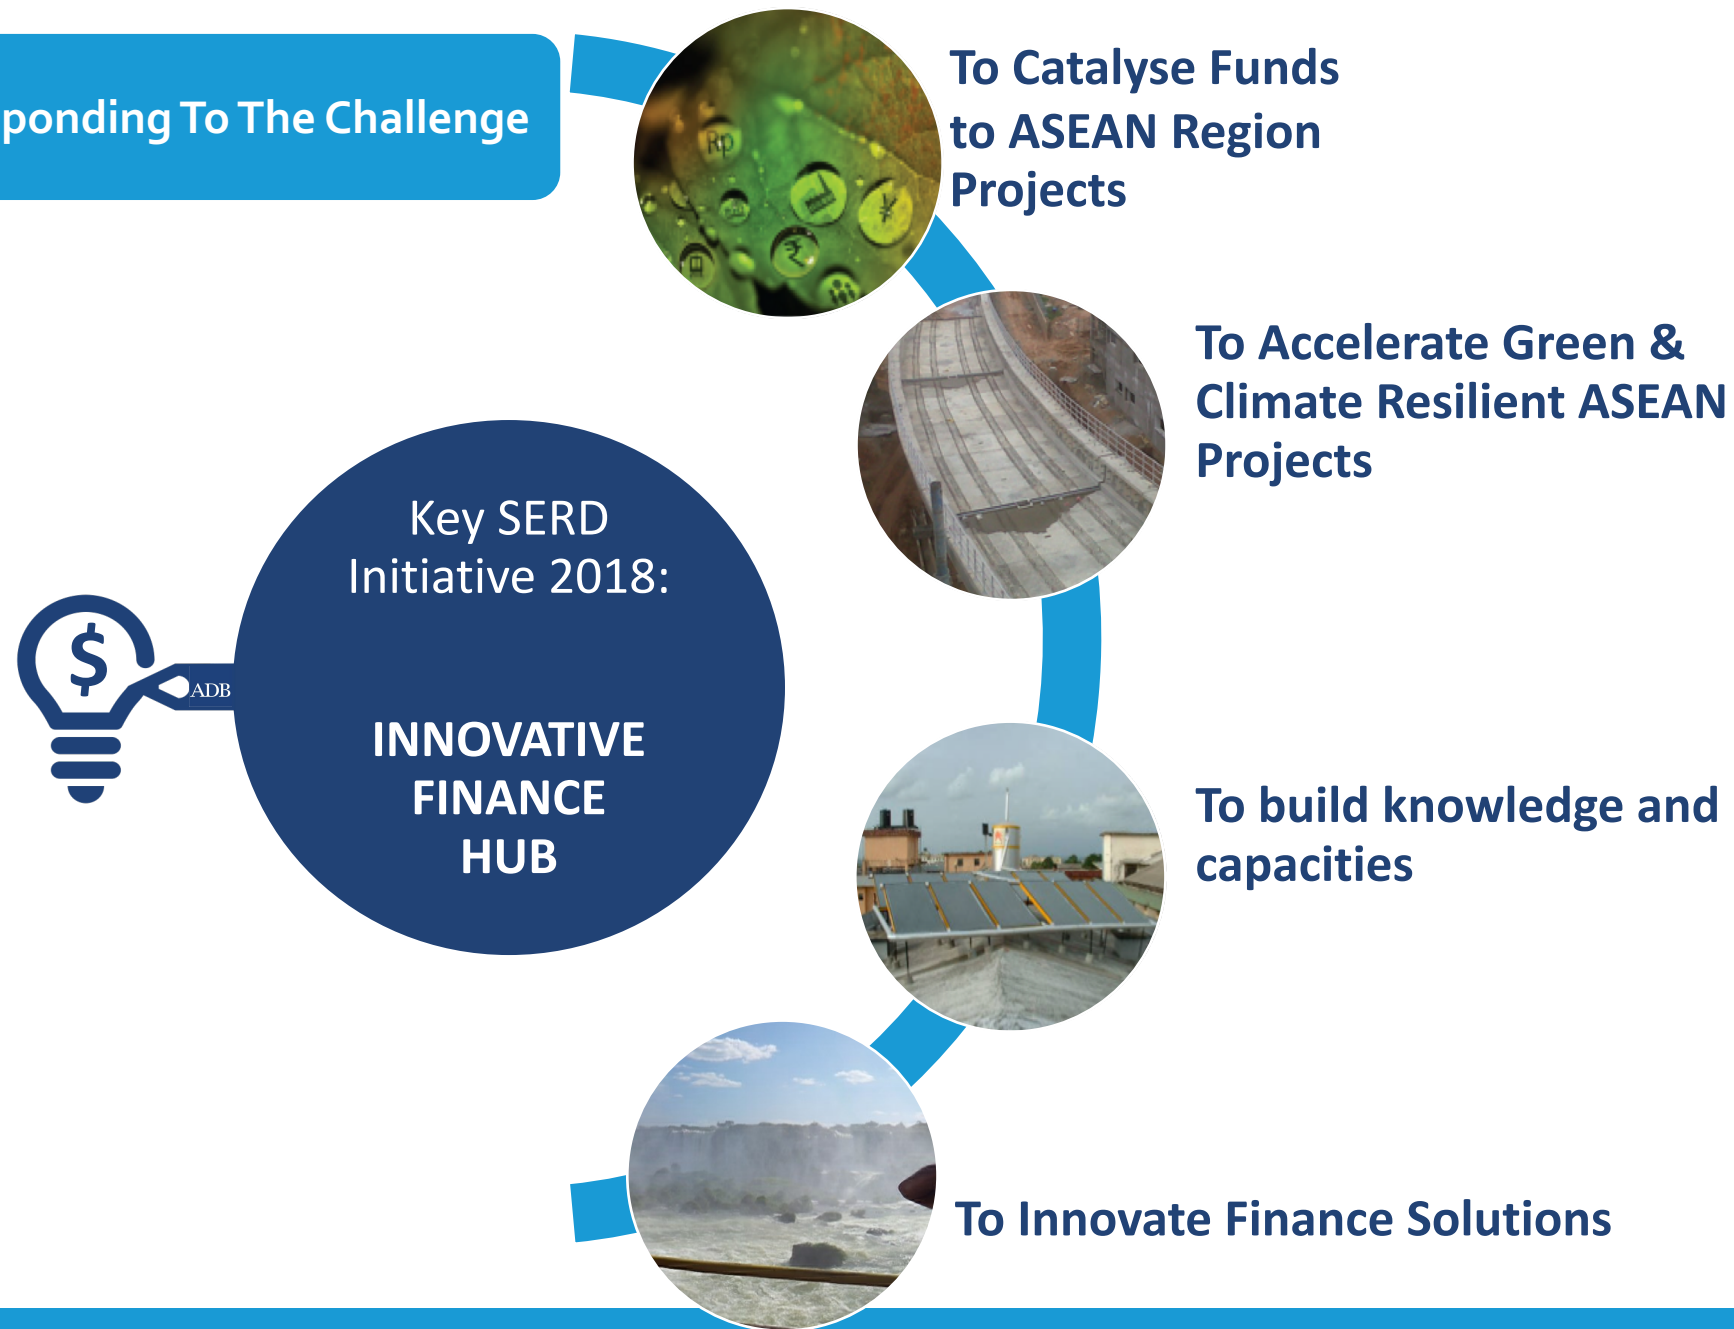 ponding To The Challenge
To Catalyse Funds
to ASEAN Region
Projects
Rp
¥
₹
To Accelerate Green &
Climate Resilient ASEAN
Projects
Key SERD
Initiative 2018:
$
ADB
INNOVATIVE
FINANCE
HUB
To build knowledge and
capacities
To Innovate Finance Solutions